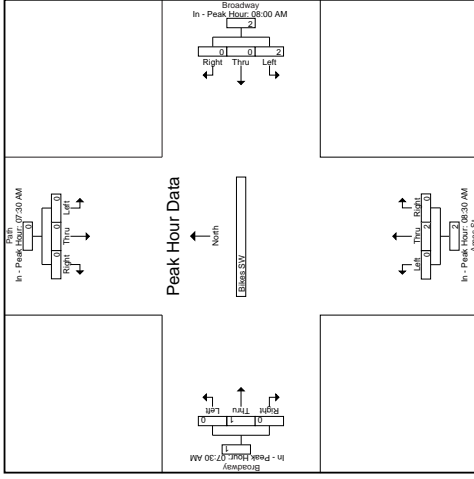 Broadway
In - Peak Hour: 08:00 AM
2
0 0 2
Right Thru Left
Path
In - Peak Hour: 07:30 AM
0
0 0 0
Left Thru Right
Peak Hour Data
North
Bikes SW
Right Thru Left
0 2 0
2
In - Peak Hour: 08:30 AM
Left Thru Right
0 1 0
1
In - Peak Hour: 07:30 AM
Broadway